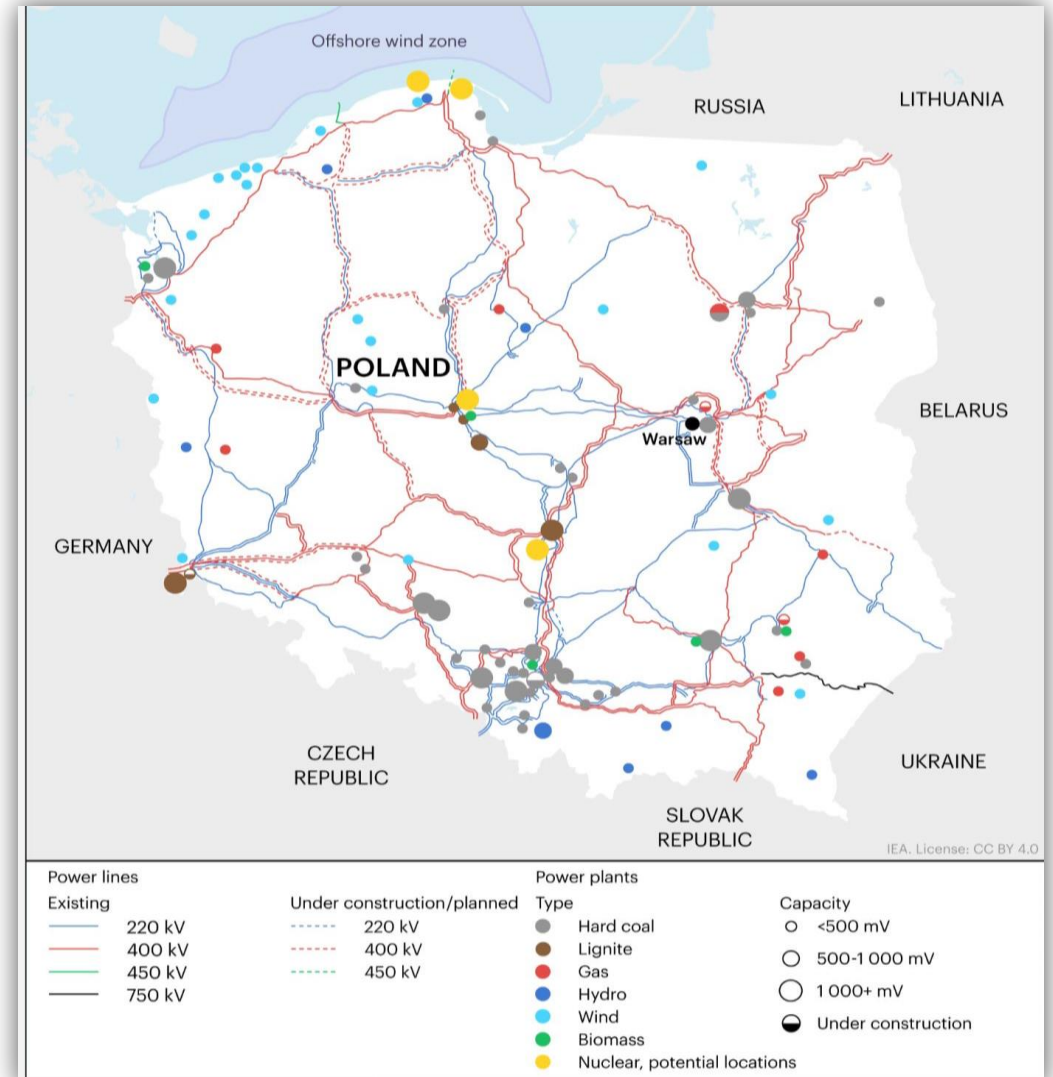 Offshore wind zone
RUSSIA
LITHUANIA
POLAND
BELARUS
Warsaw
GERMANY
CZECH
REPUBLIC
UKRAINE
SLOVAK
REPUBLIC
IEA. License: CC BY 4.0
Power lines
Existing
220 kV
400 kV
450 kV
750 kV
Under construction/planned
220 kV
400 kV
450 kV
Power plants
Type
Hard coal
Lignite
Gas
Hydro
Wind
Biomass
Nuclear, potential locations
Capacity
<500 mV
500-1 000 mV
1 000+ mV
Under construction